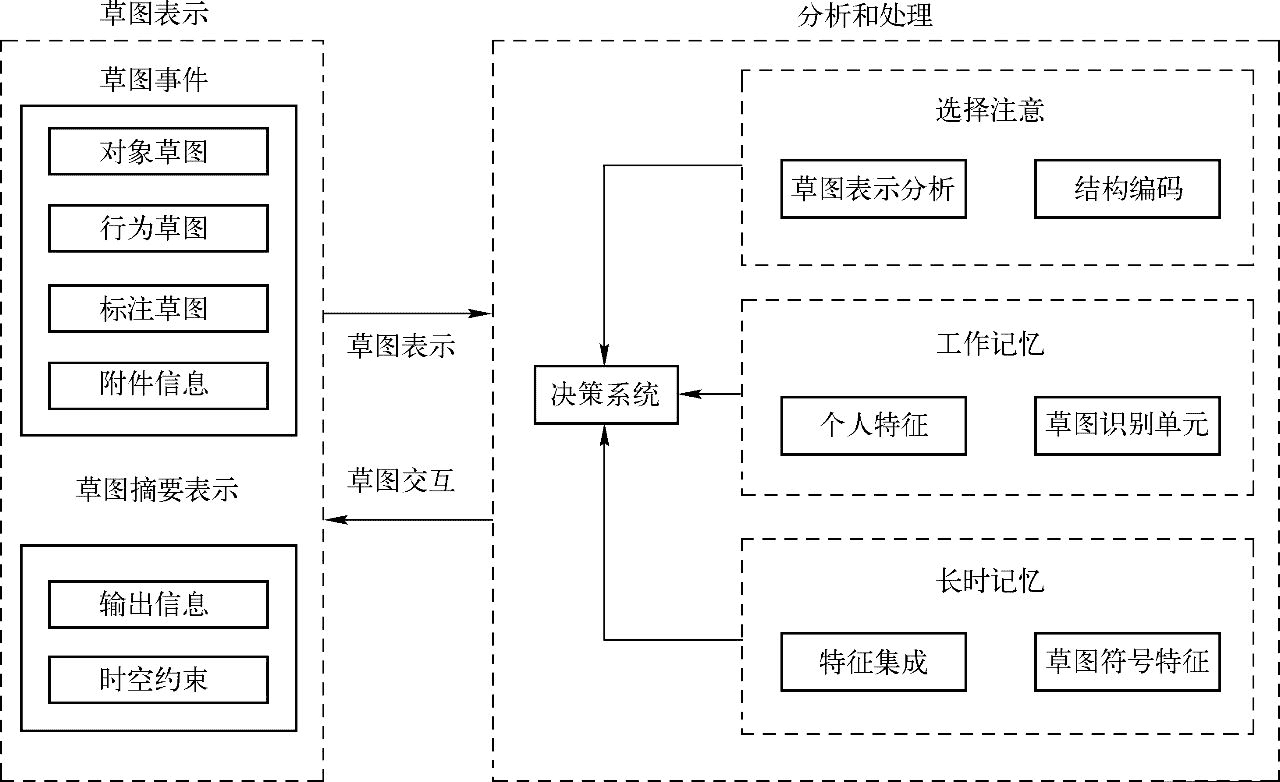 草图表示
草图事件
对象草图
行为草图
标注草图
附件信息
草图摘要表示
输出信息
时空约束
草图表示
草图交互
分析和处理
决策系统
选择注意
草图表示分析
结构编码
工作记忆
个人特征
草图识别单元
长时记忆
特征集成
草图符号特征